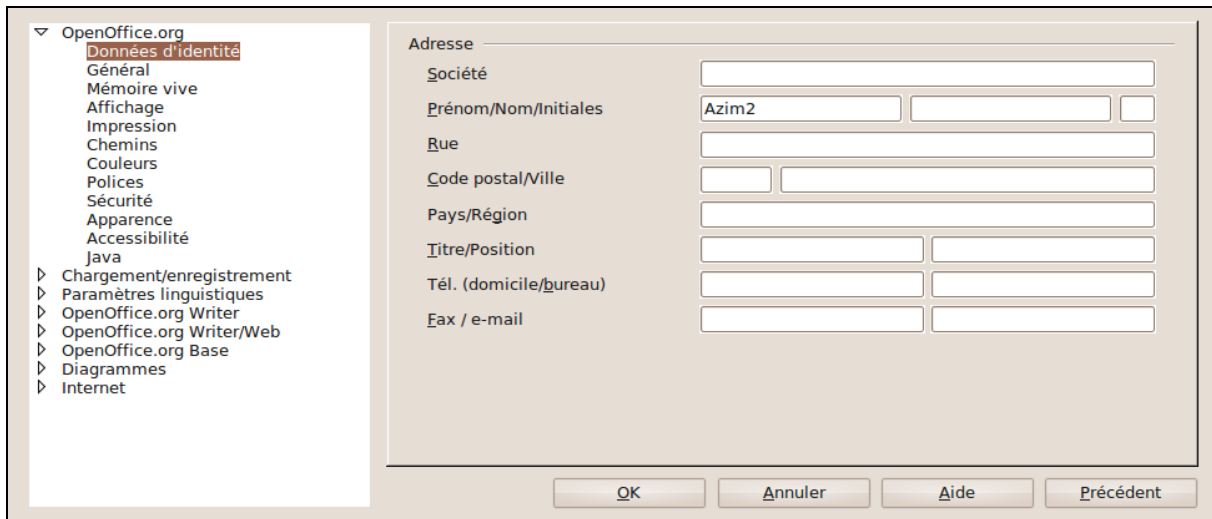 OpenOffice.org
Données d'identité
Général
Mémoire vive
Affichage
Impression
Chemins
Couleurs
Polices
Sécurité
Apparence
Accessibilité
Java
Chargement/enregistrement
Paramètres linguistiques
OpenOffice.org Writer
OpenOffice.org Writer/Web
OpenOffice.org Base
Diagrammes
Internet
Adresse
Société
Prénom/Nom/Initiales Azim2
Rue
Code postal/Ville
Pays/Région
Titre/Position
Tél. (domicile/bureau)
Fax / e-mail
OK Annuler Aide Précédent